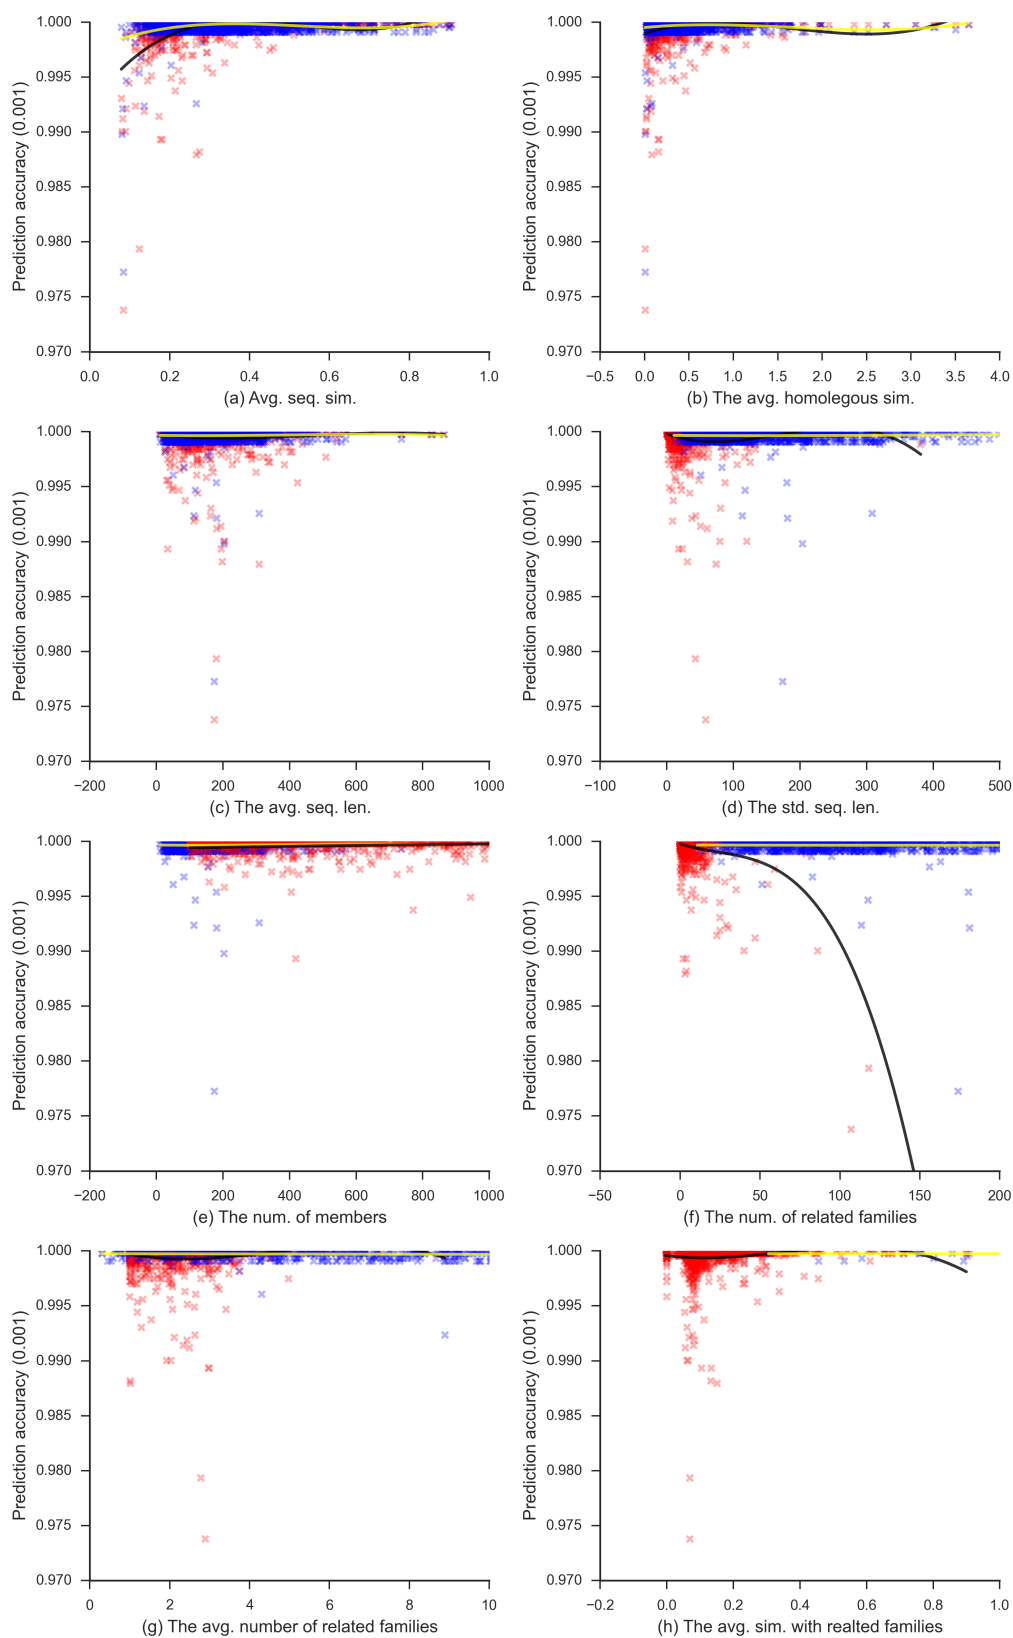 1.000
0.995
0.990
0.985
0.980
0.975
0.970
Prediction accuracy (0.001)
0.0 0.2 0.4 0.6 0.8 1.0
(a) Avg. seq. sim.
1.000
0.995
0.990
0.985
0.980
0.975
0.970
Prediction accuracy (0.001)
−0.5 0.0 0.5 1.0 1.5 2.0 2.5 3.0 3.5 4.0
(b) The avg. homolegous sim.
1.000
0.995
0.990
0.985
0.980
0.975
0.970
Prediction accuracy (0.001)
−200 0 200 400 600 800 1000
(c) The avg. seq. len.
1.000
0.995
0.990
0.985
0.980
0.975
0.970
Prediction accuracy (0.001)
−100 0 100 200 300 400 500
(d) The std. seq. len.
1.000
0.995
0.990
0.985
0.980
0.975
0.970
Prediction accuracy (0.001)
−200 0 200 400 600 800 1000
(e) The num. of members
1.000
0.995
0.990
0.985
0.980
0.975
0.970
Prediction accuracy (0.001)
−50 0 50 100 150 200
(f) The num. of related families
1.000
0.995
0.990
0.985
0.980
0.975
0.970
Prediction accuracy (0.001)
0 2 4 6 8 10
(g) The avg. number of related families
1.000
0.995
0.990
0.985
0.980
0.975
0.970
Prediction accuracy (0.001)
−0.2 0.0 0.2 0.4 0.6 0.8 1.0
(h) The avg. sim. with realted families